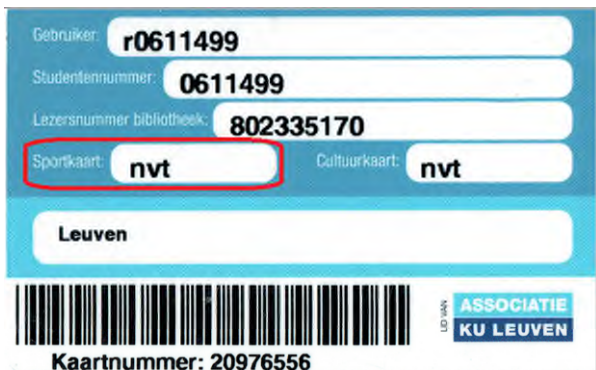 Gebruiker: r0611499
Studentennummer: 0611499
Lezersnummer bibliotheek: 802335170
Sportkaart: nvt Cultuurkaart: nvt
Leuven
LID VAN
ASSOCIATIE
KU LEUVEN
Kaartnummer: 20976556